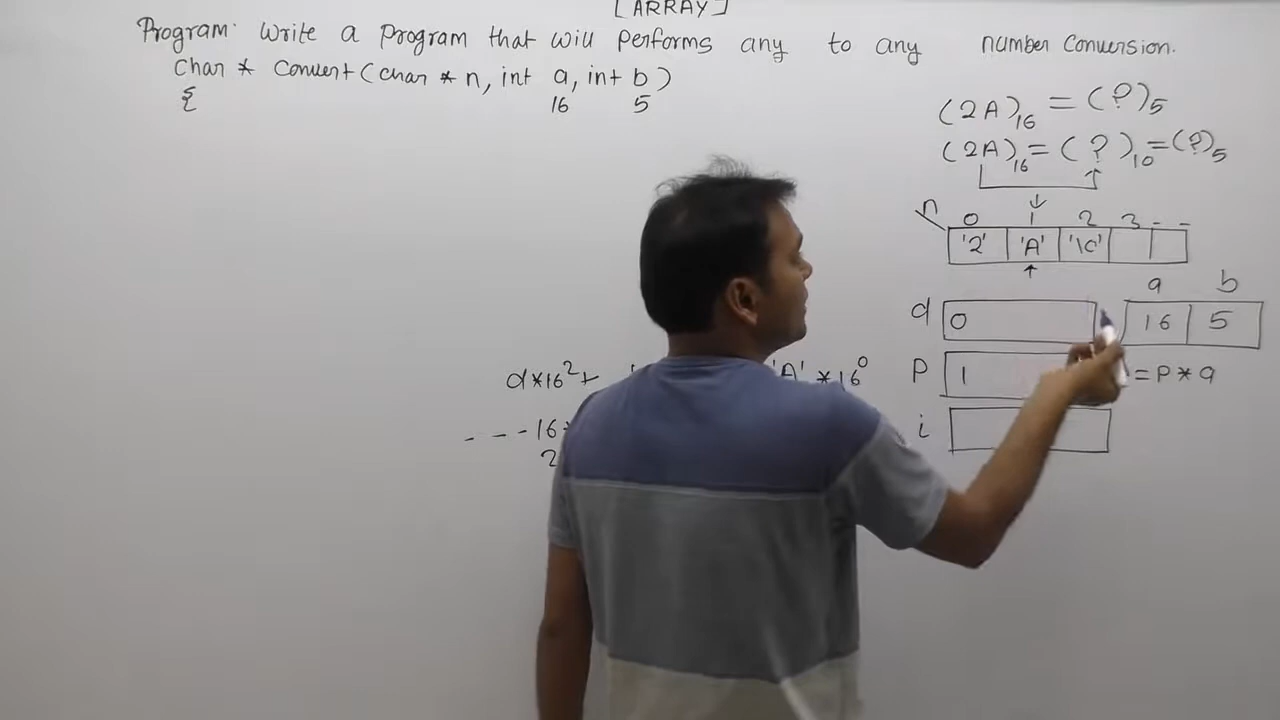 [ARRAY]
Program: Write a Program that will Performs any to any number Conversion.
Char * Convert(char * n, int a, int b)
16 5
{
(2A)16 = (?)5
(2A)16 = (?)10 = (?)5
n 0 1 2 3 - -
'2' 'A' '\0'
a b
d 0 16 5
d*16² + 'A' * 16⁰ P 1 = P * a
- - - - 16 i
2